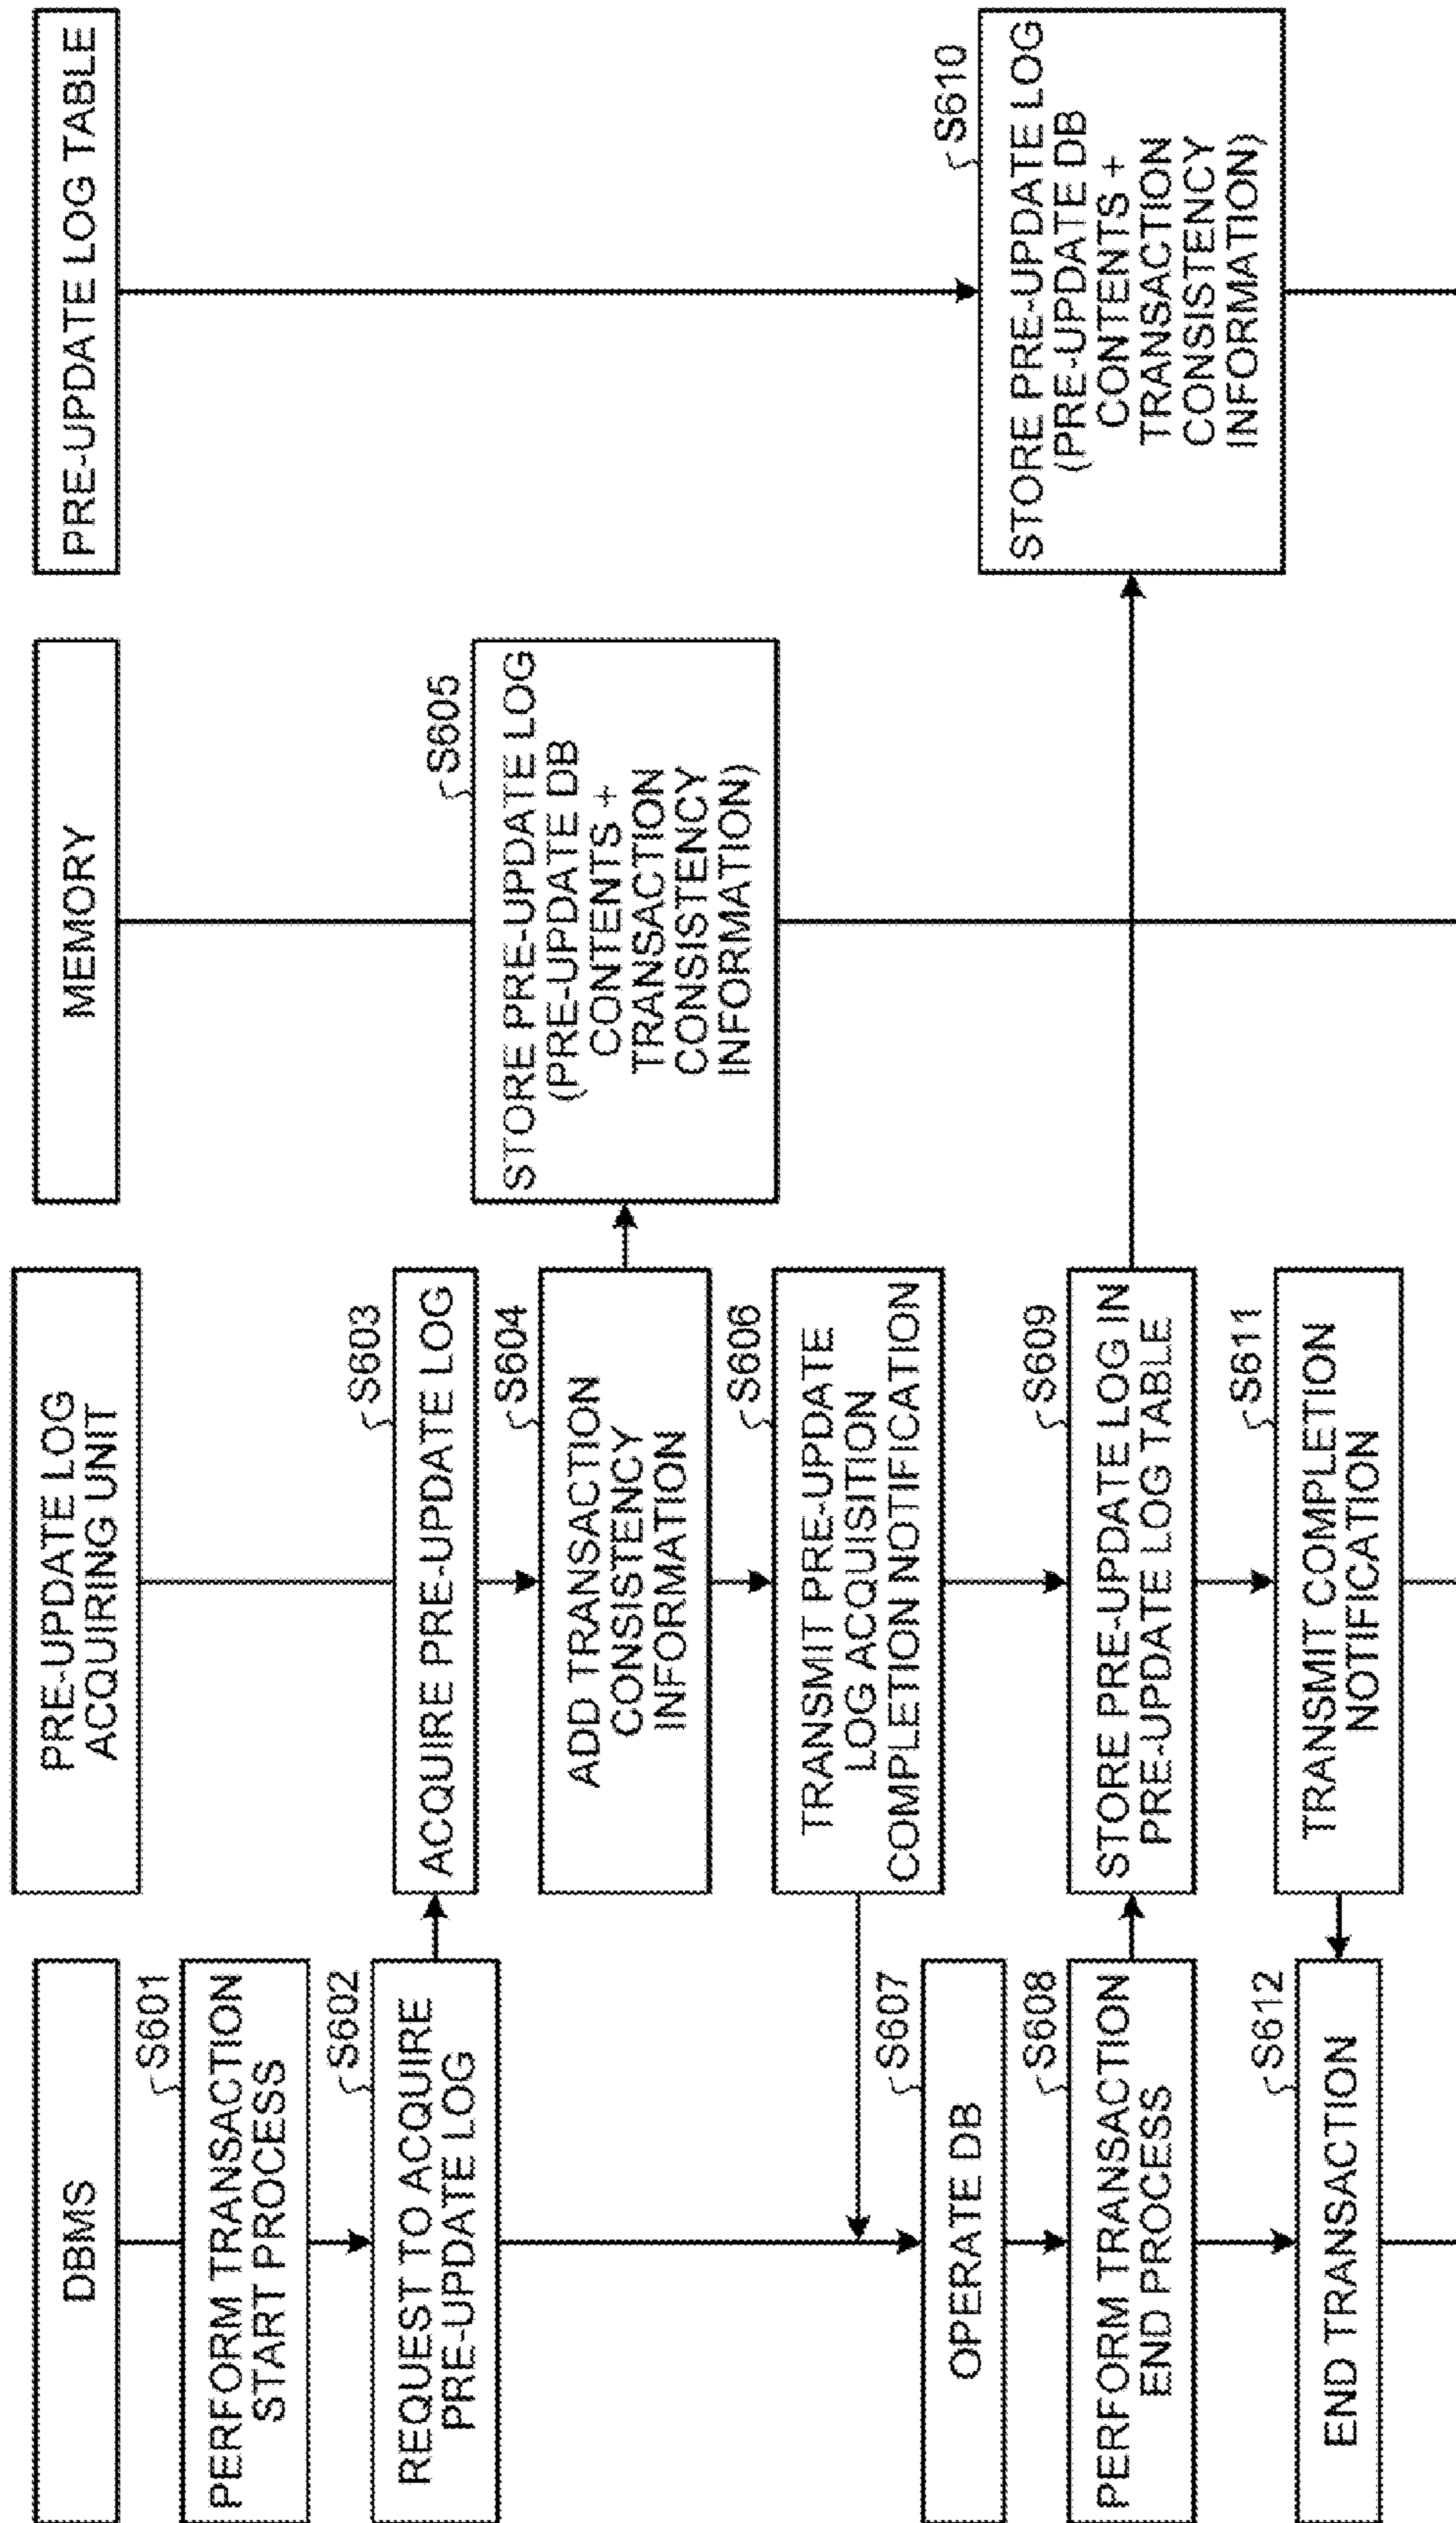 DBMS
PRE-UPDATE LOG
ACQUIRING UNIT
MEMORY
PRE-UPDATE LOG TABLE
S601
PERFORM TRANSACTION
START PROCESS
S602
REQUEST TO ACQUIRE
PRE-UPDATE LOG
S603
ACQUIRE PRE-UPDATE LOG
S604
ADD TRANSACTION
CONSISTENCY
INFORMATION
S605
STORE PRE-UPDATE LOG
(PRE-UPDATE DB
CONTENTS +
TRANSACTION
CONSISTENCY
INFORMATION)
S606
TRANSMIT PRE-UPDATE
LOG ACQUISITION
COMPLETION NOTIFICATION
S607
OPERATE DB
S608
PERFORM TRANSACTION
END PROCESS
S609
STORE PRE-UPDATE LOG IN
PRE-UPDATE LOG TABLE
S610
STORE PRE-UPDATE LOG
(PRE-UPDATE DB
CONTENTS +
TRANSACTION
CONSISTENCY
INFORMATION)
S611
TRANSMIT COMPLETION
NOTIFICATION
S612
END TRANSACTION